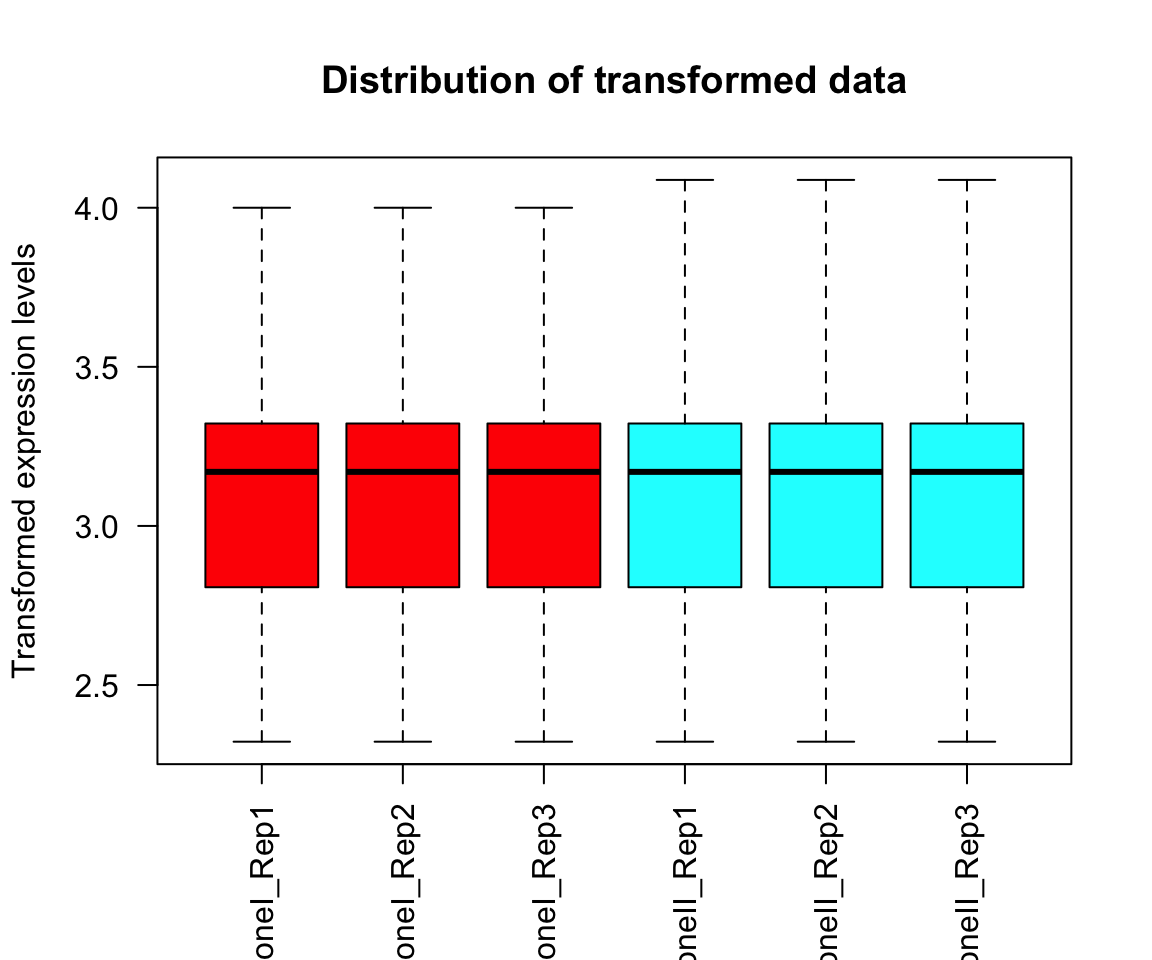 Distribution of transformed data
Transformed expression levels
4.0
3.5
3.0
2.5
oneI_Rep1
oneI_Rep2
oneI_Rep3
oneII_Rep1
oneII_Rep2
oneII_Rep3